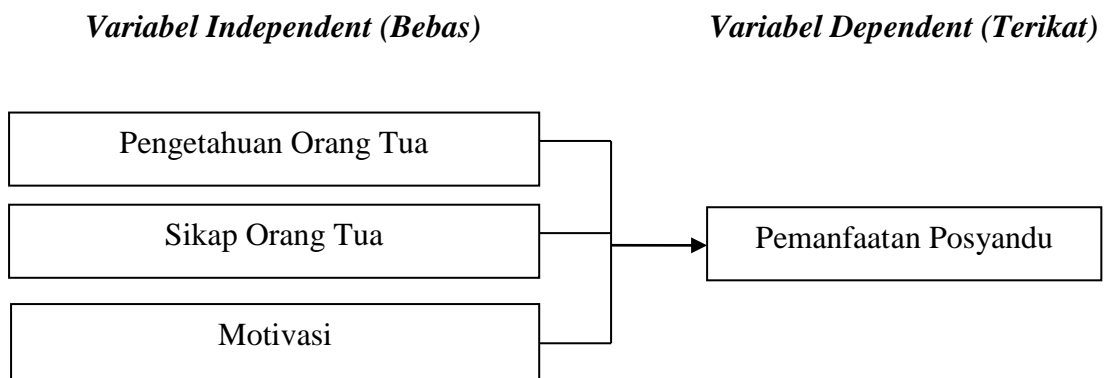 Variabel Independent (Bebas)
Variabel Dependent (Terikat)
Pengetahuan Orang Tua
Sikap Orang Tua
Pemanfaatan Posyandu
Motivasi